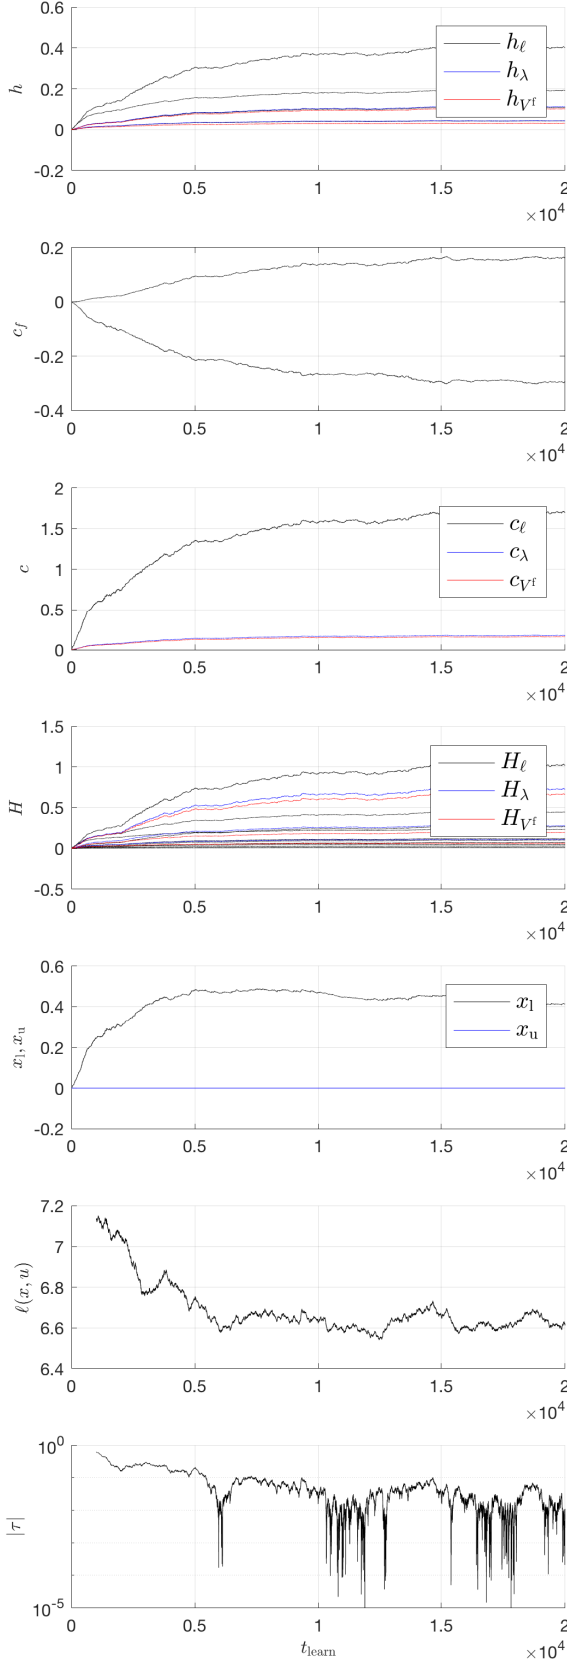 0.6
0.4
0.2
0
-0.2
h
h_ℓ
h_λ
h_{V^f}
0 0.5 1 1.5 2
×10^4
0.2
0
-0.2
-0.4
c_f
0 0.5 1 1.5 2
×10^4
2
1.5
1
0.5
0
c
c_ℓ
c_λ
c_{V^f}
0 0.5 1 1.5 2
×10^4
1.5
1
0.5
0
-0.5
H
H_ℓ
H_λ
H_{V^f}
0 0.5 1 1.5 2
×10^4
0.6
0.4
0.2
0
-0.2
x_l, x_u
x_l
x_u
0 0.5 1 1.5 2
×10^4
7.2
7
6.8
6.6
6.4
ℓ(x, u)
0 0.5 1 1.5 2
×10^4
10^0
10^-5
|τ|
0 0.5 1 1.5 2
t_learn
×10^4